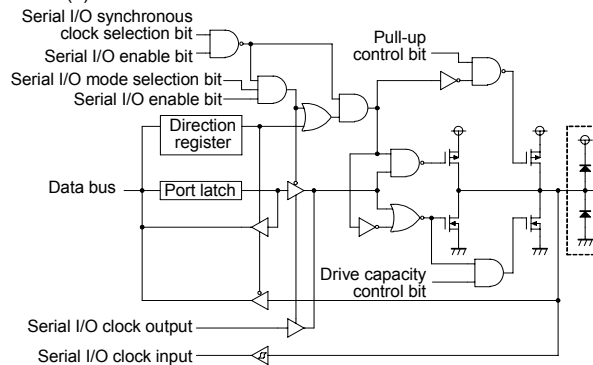 Serial I/O synchronous
clock selection bit
Serial I/O enable bit
Serial I/O mode selection bit
Serial I/O enable bit
Pull-up
control bit
Direction
register
Data bus
Port latch
Drive capacity
control bit
Serial I/O clock output
Serial I/O clock input